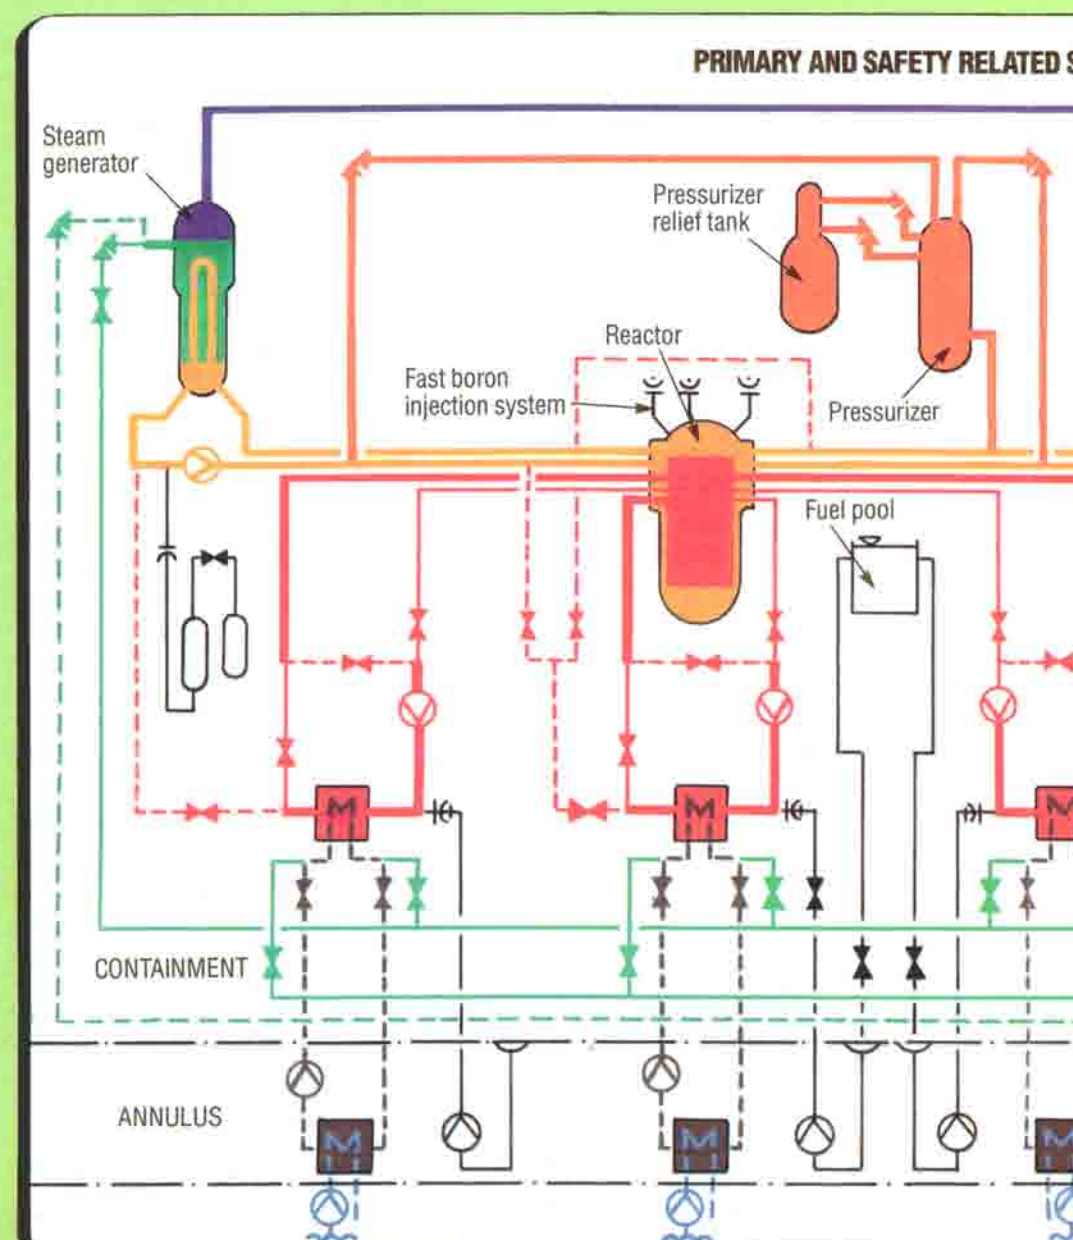 PRIMARY AND SAFETY RELATED S
Steam
generator
Pressurizer
relief tank
Reactor
Fast boron
injection system
Pressurizer
Fuel pool
CONTAINMENT
ANNULUS